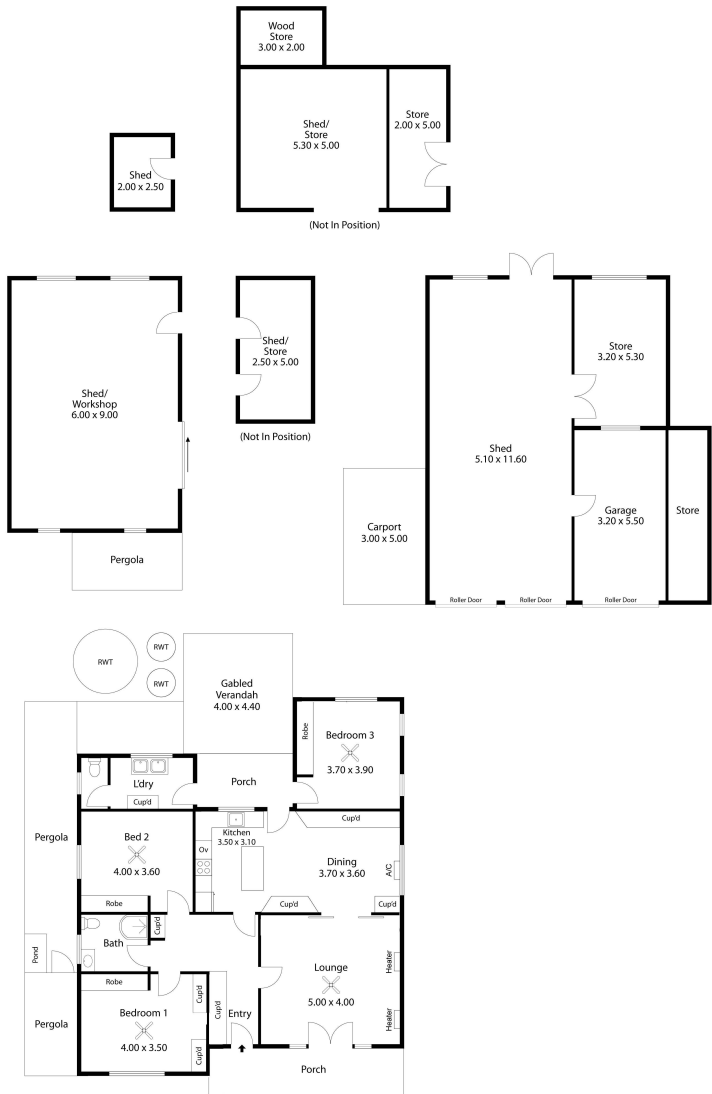 Wood
Store
3.00 x 2.00
Shed/
Store
5.30 x 5.00
Store
2.00 x 5.00
Shed
2.00 x 2.50
(Not In Position)
Shed/
Workshop
6.00 x 9.00
Pergola
Shed/
Store
2.50 x 5.00
(Not In Position)
Store
3.20 x 5.30
Shed
5.10 x 11.60
Garage
3.20 x 5.50
Store
Carport
3.00 x 5.00
Roller Door
Roller Door
Roller Door
RWT
RWT
RWT
Gabled
Verandah
4.00 x 4.40
Robe
Bedroom 3
3.70 x 3.90
L'dry
Cup'd
Porch
Pergola
Bed 2
4.00 x 3.60
Robe
Kitchen
3.50 x 3.10
Ov
Cup'd
Dining
3.70 x 3.60
A/C
Cup'd
Cup'd
Bath
Cup'd
Pond
Pergola
Robe
Bedroom 1
4.00 x 3.50
Cup'd
Cup'd
Cup'd
Entry
Lounge
5.00 x 4.00
Heater
Heater
Porch